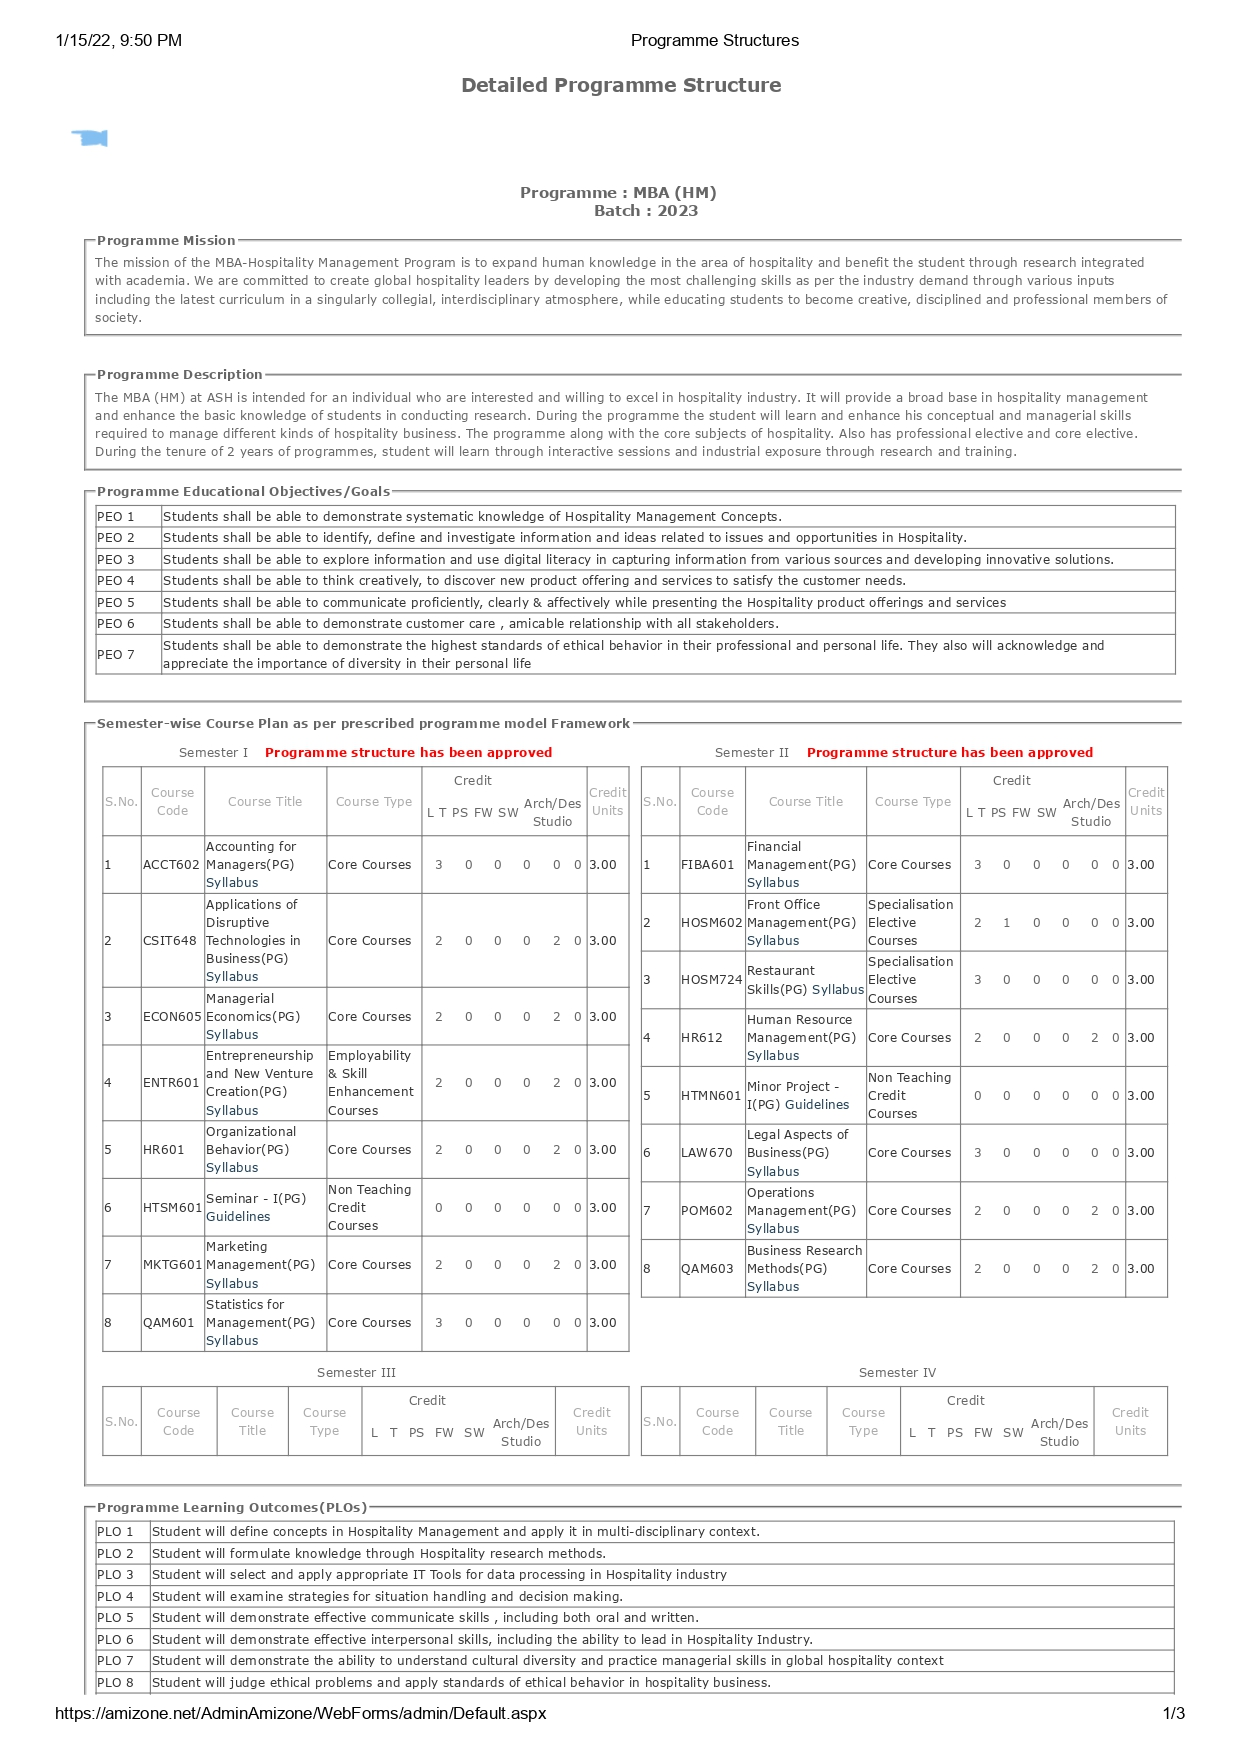 1/15/22, 9:50 PM
Programme Structures
Detailed Programme Structure
Programme : MBA (HM)
Batch : 2023
Programme Mission
The mission of the MBA-Hospitality Management Program is to expand human knowledge in the area of hospitality and benefit the student through research integrated
with academia. We are committed to create global hospitality leaders by developing the most challenging skills as per the industry demand through various inputs
including the latest curriculum in a singularly collegial, interdisciplinary atmosphere, while educating students to become creative, disciplined and professional members of
society.
Programme Description
The MBA (HM) at ASH is intended for an individual who are interested and willing to excel in hospitality industry. It will provide a broad base in hospitality management
and enhance the basic knowledge of students in conducting research. During the programme the student will learn and enhance his conceptual and managerial skills
required to manage different kinds of hospitality business. The programme along with the core subjects of hospitality. Also has professional elective and core elective.
During the tenure of 2 years of programmes, student will learn through interactive sessions and industrial exposure through research and training.
Programme Educational Objectives/Goals
PEO 1 Students shall be able to demonstrate systematic knowledge of Hospitality Management Concepts.
PEO 2 Students shall be able to identify, define and investigate information and ideas related to issues and opportunities in Hospitality.
PEO 3 Students shall be able to explore information and use digital literacy in capturing information from various sources and developing innovative solutions.
PEO 4 Students shall be able to think creatively, to discover new product offering and services to satisfy the customer needs.
PEO 5 Students shall be able to communicate proficiently, clearly & affectively while presenting the Hospitality product offerings and services
PEO 6 Students shall be able to demonstrate customer care , amicable relationship with all stakeholders.
PEO 7 Students shall be able to demonstrate the highest standards of ethical behavior in their professional and personal life. They also will acknowledge and
appreciate the importance of diversity in their personal life
Semester-wise Course Plan as per prescribed programme model Framework
Semester I Programme structure has been approved
S.No. Course Code Course Title Course Type Credit L T PS FW SW Arch/Des Studio Credit Units
1 ACCT602 Accounting for Managers(PG) Syllabus Core Courses 3 0 0 0 0 0 3.00
2 CSIT648 Applications of Disruptive Technologies in Business(PG) Syllabus Core Courses 2 0 0 0 2 0 3.00
3 ECON605 Managerial Economics(PG) Syllabus Core Courses 2 0 0 0 2 0 3.00
4 ENTR601 Entrepreneurship and New Venture Creation(PG) Syllabus Employability & Skill Enhancement Courses 2 0 0 0 2 0 3.00
5 HR601 Organizational Behavior(PG) Syllabus Core Courses 2 0 0 0 2 0 3.00
6 HTSM601 Seminar - I(PG) Guidelines Non Teaching Credit Courses 0 0 0 0 0 0 3.00
7 MKTG601 Marketing Management(PG) Syllabus Core Courses 2 0 0 0 2 0 3.00
8 QAM601 Statistics for Management(PG) Syllabus Core Courses 3 0 0 0 0 0 3.00
Semester II Programme structure has been approved
S.No. Course Code Course Title Course Type Credit L T PS FW SW Arch/Des Studio Credit Units
1 FIBA601 Financial Management(PG) Syllabus Core Courses 3 0 0 0 0 0 3.00
2 HOSM602 Front Office Management(PG) Syllabus Specialisation Elective Courses 2 1 0 0 0 0 3.00
3 HOSM724 Restaurant Skills(PG) Syllabus Specialisation Elective Courses 3 0 0 0 0 0 3.00
4 HR612 Human Resource Management(PG) Syllabus Core Courses 2 0 0 0 2 0 3.00
5 HTMN601 Minor Project - I(PG) Guidelines Non Teaching Credit Courses 0 0 0 0 0 0 3.00
6 LAW670 Legal Aspects of Business(PG) Syllabus Core Courses 3 0 0 0 0 0 3.00
7 POM602 Operations Management(PG) Syllabus Core Courses 2 0 0 0 2 0 3.00
8 QAM603 Business Research Methods(PG) Syllabus Core Courses 2 0 0 0 2 0 3.00
Semester III
S.No. Course Code Course Title Course Type Credit L T PS FW SW Arch/Des Studio Credit Units
Semester IV
S.No. Course Code Course Title Course Type Credit L T PS FW SW Arch/Des Studio Credit Units
Programme Learning Outcomes(PLOs)
PLO 1 Student will define concepts in Hospitality Management and apply it in multi-disciplinary context.
PLO 2 Student will formulate knowledge through Hospitality research methods.
PLO 3 Student will select and apply appropriate IT Tools for data processing in Hospitality industry
PLO 4 Student will examine strategies for situation handling and decision making.
PLO 5 Student will demonstrate effective communicate skills , including both oral and written.
PLO 6 Student will demonstrate effective interpersonal skills, including the ability to lead in Hospitality Industry.
PLO 7 Student will demonstrate the ability to understand cultural diversity and practice managerial skills in global hospitality context
PLO 8 Student will judge ethical problems and apply standards of ethical behavior in hospitality business.
https://amizone.net/AdminAmizone/WebForms/admin/Default.aspx
1/3